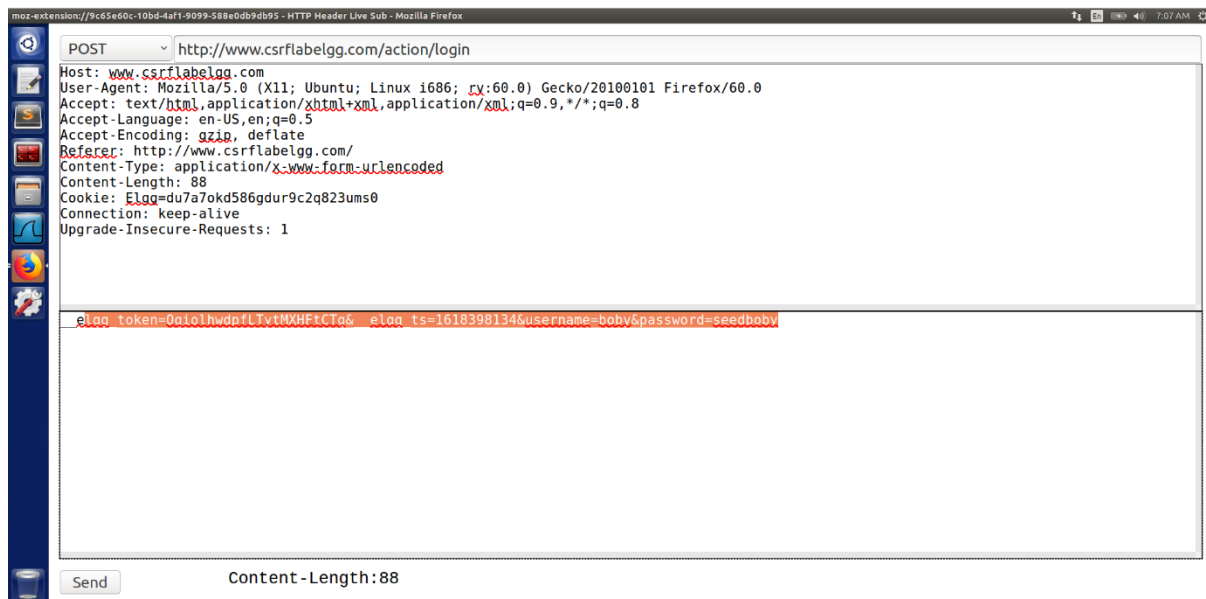 moz-extension://9c65e60c-10bd-4af1-9099-588e0db9db95 - HTTP Header Live Sub - Mozilla Firefox
En 7:07 AM
POST http://www.csrflabelgg.com/action/login
Host: www.csrflabelgg.com
User-Agent: Mozilla/5.0 (X11; Ubuntu; Linux i686; rv:60.0) Gecko/20100101 Firefox/60.0
Accept: text/html,application/xhtml+xml,application/xml;q=0.9,*/*;q=0.8
Accept-Language: en-US,en;q=0.5
Accept-Encoding: gzip, deflate
Referer: http://www.csrflabelgg.com/
Content-Type: application/x-www-form-urlencoded
Content-Length: 88
Cookie: Elgg=du7a7okd586gdur9c2q823ums0
Connection: keep-alive
Upgrade-Insecure-Requests: 1
__elgg_token=OgiolhwdpfLTvtMXHFtCTg&__elgg_ts=1618398134&username=boby&password=seedboby
Send Content-Length:88